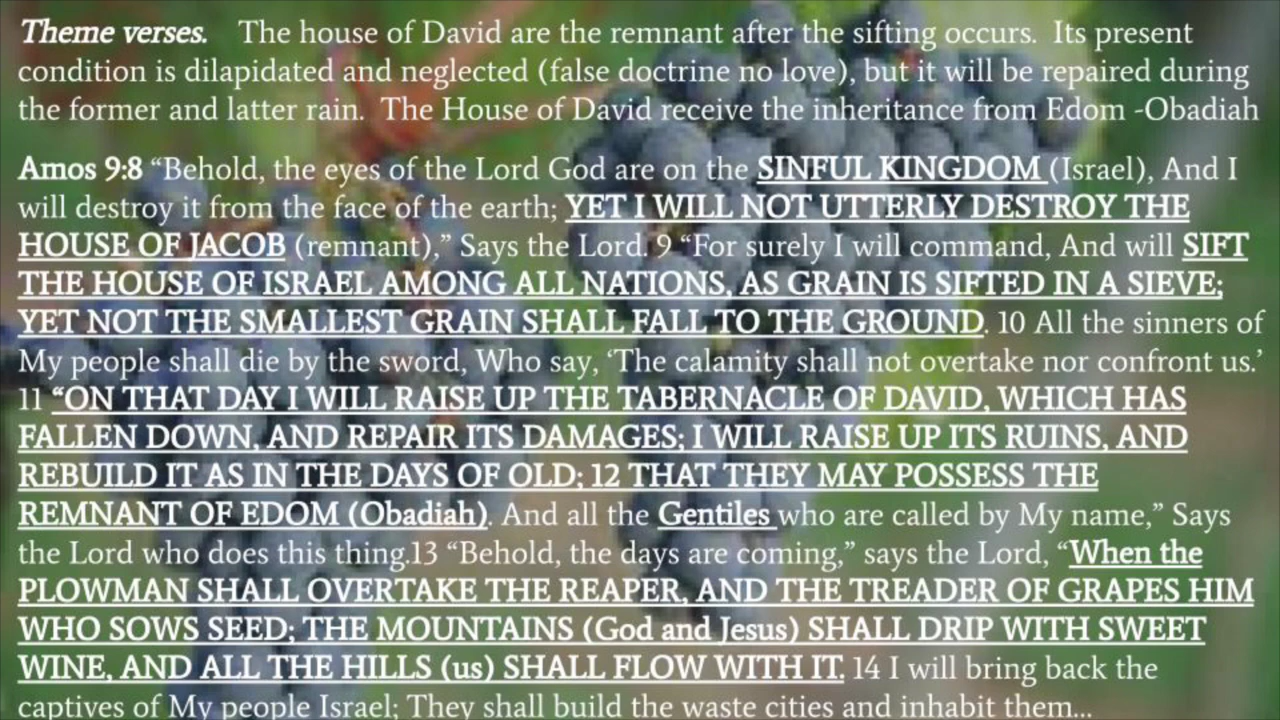 Theme verses.   The house of David are the remnant after the sifting occurs.  Its present
condition is dilapidated and neglected (false doctrine no love), but it will be repaired during
the former and latter rain.  The House of David receive the inheritance from Edom -Obadiah
Amos 9:8 “Behold, the eyes of the Lord God are on the SINFUL KINGDOM (Israel), And I
will destroy it from the face of the earth; YET I WILL NOT UTTERLY DESTROY THE
HOUSE OF JACOB (remnant),” Says the Lord. 9 “For surely I will command, And will SIFT
THE HOUSE OF ISRAEL AMONG ALL NATIONS, AS GRAIN IS SIFTED IN A SIEVE;
YET NOT THE SMALLEST GRAIN SHALL FALL TO THE GROUND. 10 All the sinners of
My people shall die by the sword, Who say, ‘The calamity shall not overtake nor confront us.’
11 “ON THAT DAY I WILL RAISE UP THE TABERNACLE OF DAVID, WHICH HAS
FALLEN DOWN, AND REPAIR ITS DAMAGES; I WILL RAISE UP ITS RUINS, AND
REBUILD IT AS IN THE DAYS OF OLD; 12 THAT THEY MAY POSSESS THE
REMNANT OF EDOM (Obadiah). And all the Gentiles who are called by My name,” Says
the Lord who does this thing.13 “Behold, the days are coming,” says the Lord, “When the
PLOWMAN SHALL OVERTAKE THE REAPER, AND THE TREADER OF GRAPES HIM
WHO SOWS SEED; THE MOUNTAINS (God and Jesus) SHALL DRIP WITH SWEET
WINE, AND ALL THE HILLS (us) SHALL FLOW WITH IT. 14 I will bring back the
captives of My people Israel; They shall build the waste cities and inhabit them...